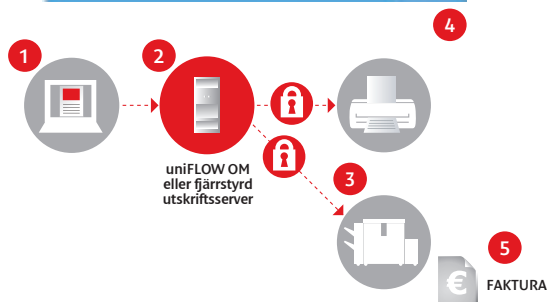 4
1
2
uniFLOW OM
eller fjärrstyrd
utskriftsserver
3
5
€
FAKTURA